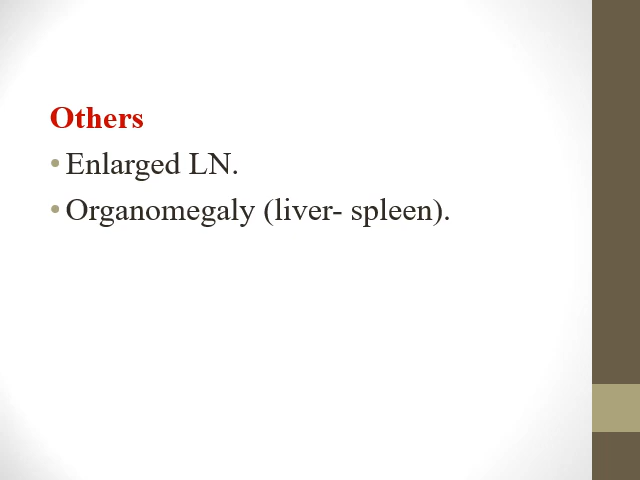 Others
• Enlarged LN.
• Organomegaly (liver- spleen).